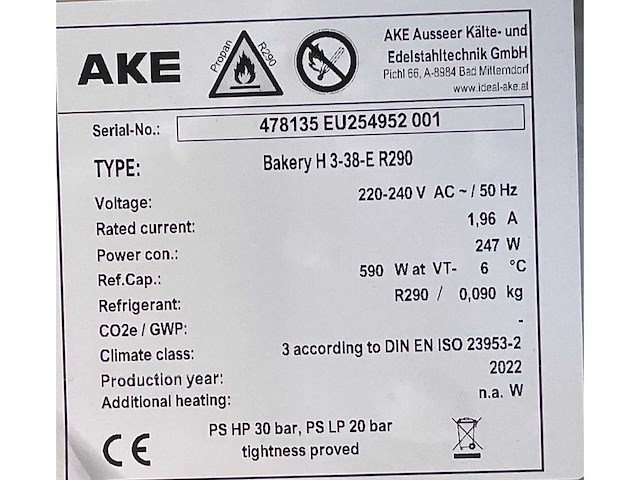 AKE
Propan
R290
AKE Ausseer Kälte- und
Edelstahltechnik GmbH
Pichl 66, A-8984 Bad Mitterndorf
www.ideal-ake.at
Serial-No.: 478135 EU254952 001
TYPE: Bakery H 3-38-E R290
Voltage: 220-240 V AC ~ / 50 Hz
Rated current: 1,96 A
Power con.: 247 W
Ref.Cap.: 590 W at VT- 6 °C
Refrigerant: R290 / 0,090 kg
CO2e / GWP: -
Climate class: 3 according to DIN EN ISO 23953-2
Production year: 2022
Additional heating: n.a. W
CE
PS HP 30 bar, PS LP 20 bar
tightness proved